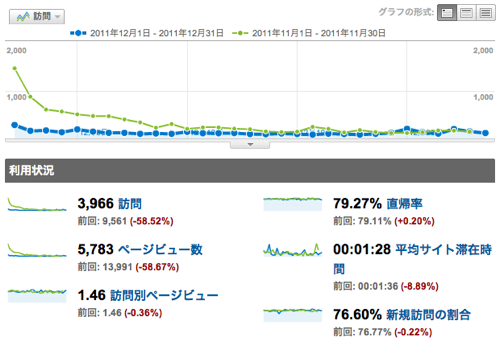 訪問
グラフの形式:
2011年12月1日 - 2011年12月31日 2011年11月1日 - 2011年11月30日
2,000 2,000
1,000 1,000
利用状況
3,966 訪問
前回: 9,561 (-58.52%)
5,783 ページビュー数
前回: 13,991 (-58.67%)
1.46 訪問別ページビュー
前回: 1.46 (-0.36%)
79.27% 直帰率
前回: 79.11% (+0.20%)
00:01:28 平均サイト滞在時
間
前回: 00:01:36 (-8.89%)
76.60% 新規訪問の割合
前回: 76.77% (-0.22%)